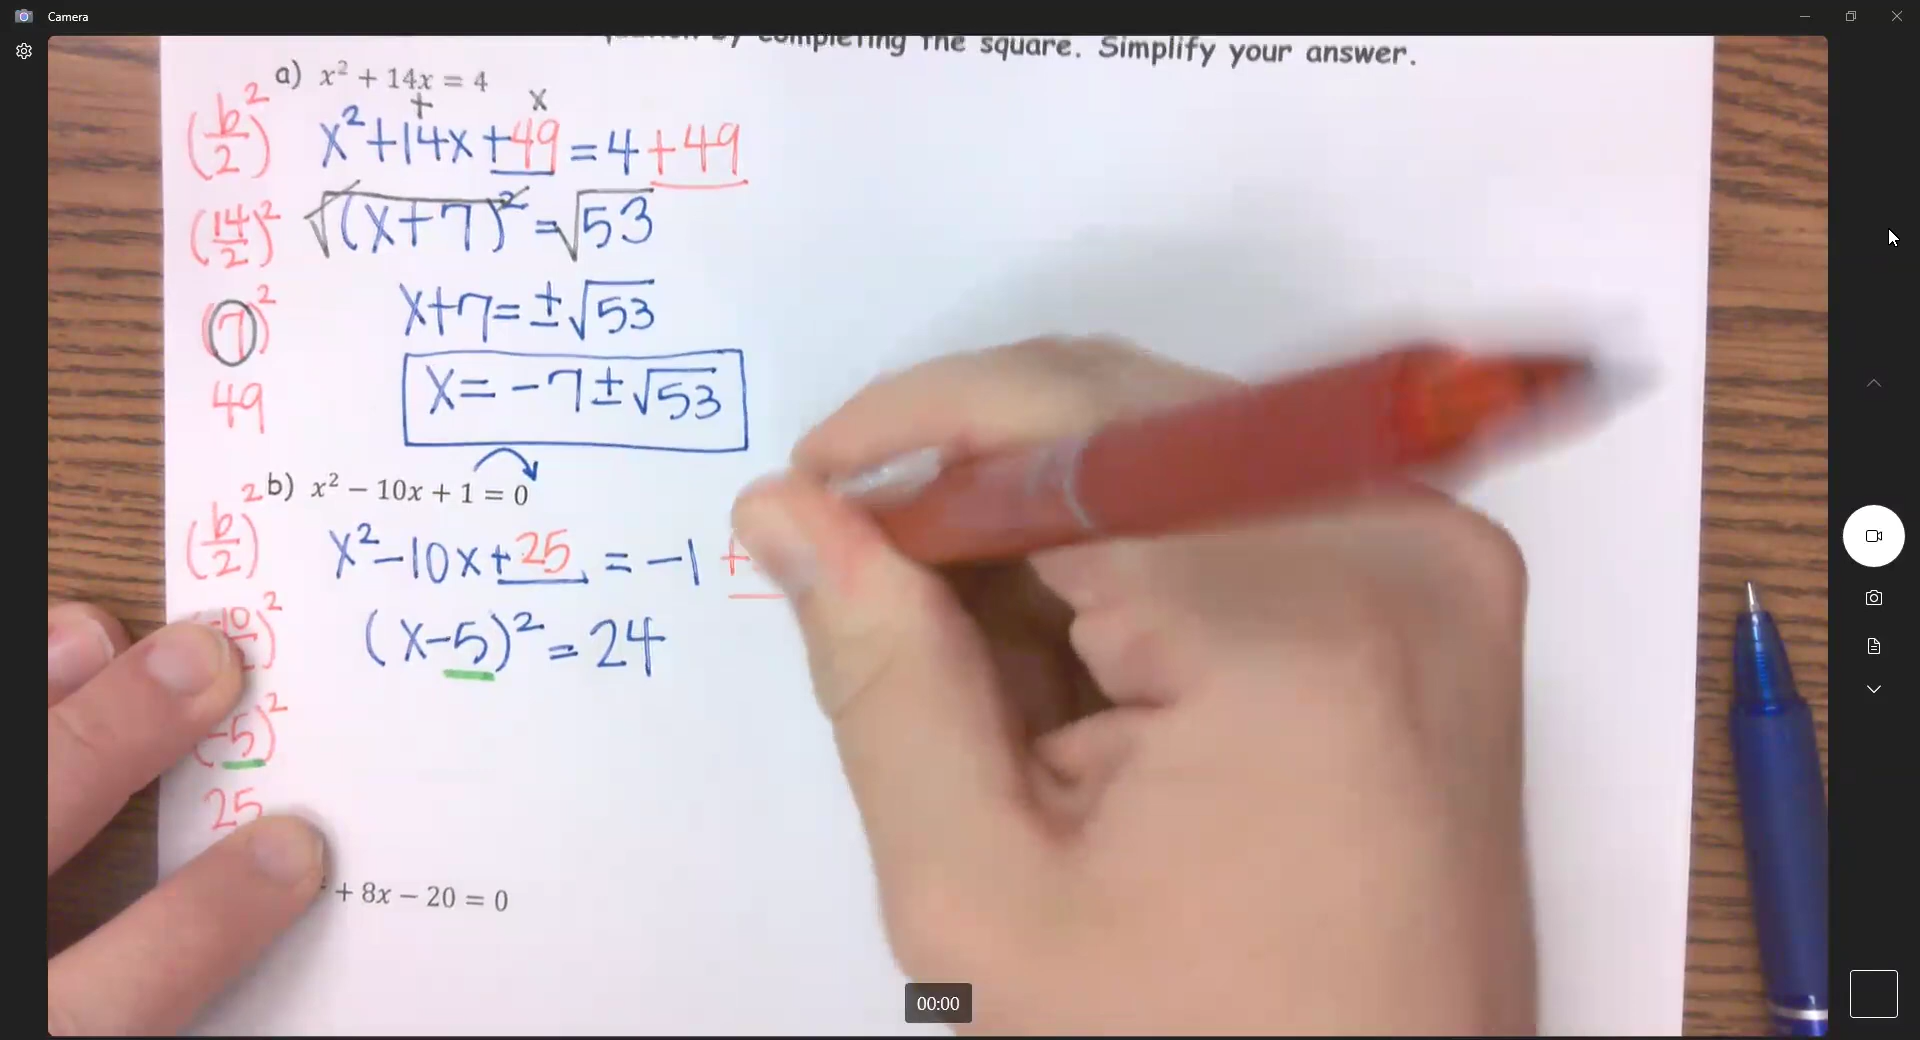 Camera
completing the square. Simplify your answer.
a) x² + 14x = 4
+ x
(b/2)² x²+14x+49 = 4+49
(14/2)² √(x+7)² = √53
(7)² x+7 = ±√53
49 x = -7±√53
b) x² − 10x + 1 = 0
(b/2)² x²-10x+25 = -1 +
(x-5)² = 24
-5)²
25
+ 8x − 20 = 0
00:00